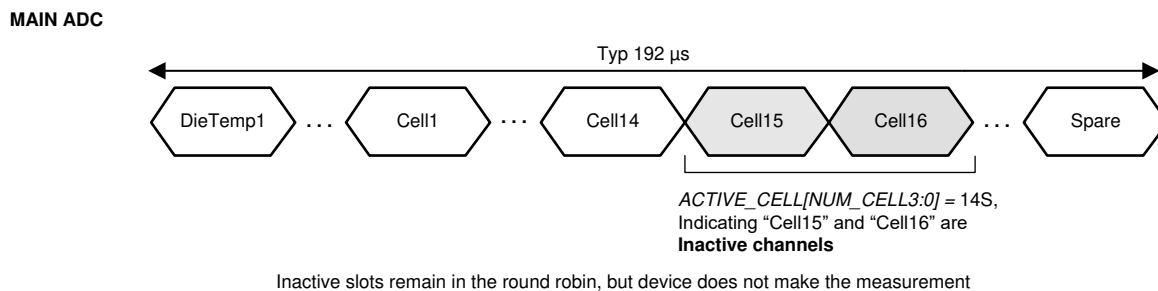 MAIN ADC
Typ 192 µs
DieTemp1 ... Cell1 ... Cell14 Cell15 Cell16 ... Spare
ACTIVE_CELL[NUM_CELL3:0] = 14S,
Indicating “Cell15” and “Cell16” are
Inactive channels
Inactive slots remain in the round robin, but device does not make the measurement